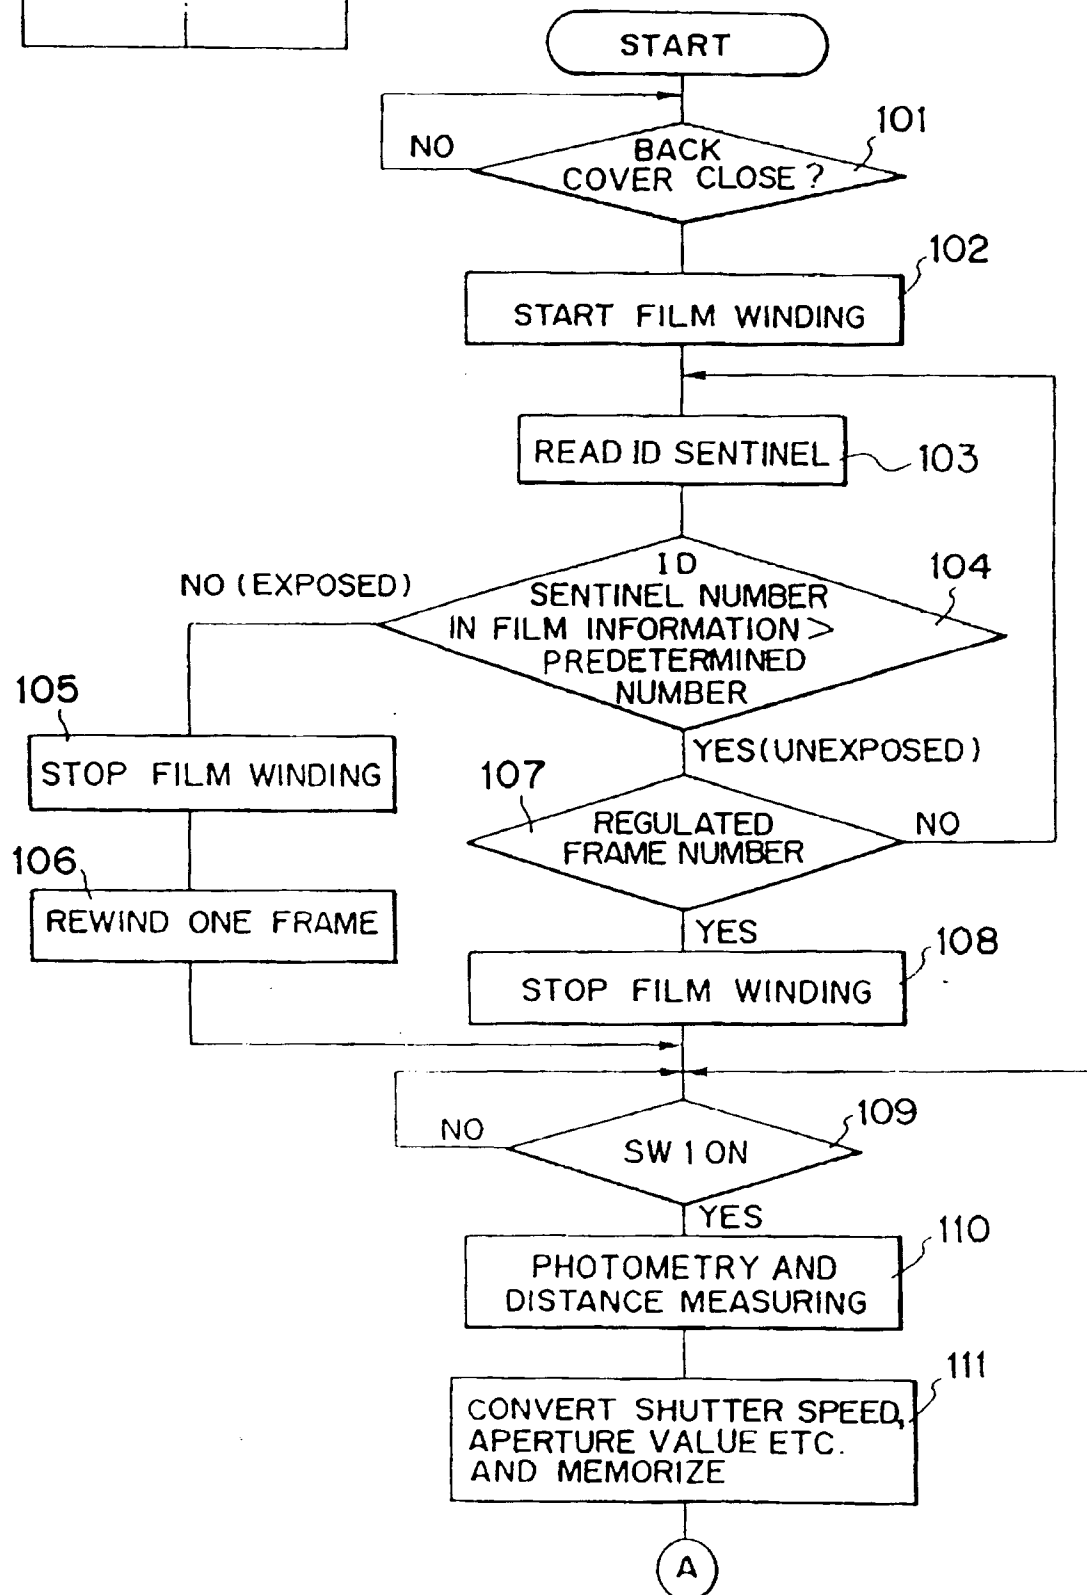 START
NO
BACK
COVER CLOSE?
101
102
START FILM WINDING
READ ID SENTINEL
103
NO (EXPOSED)
ID
SENTINEL NUMBER
IN FILM INFORMATION >
PREDETERMINED
NUMBER
104
105
STOP FILM WINDING
YES (UNEXPOSED)
107
REGULATED
FRAME NUMBER
NO
106
REWIND ONE FRAME
YES
108
STOP FILM WINDING
NO
SW 1 ON
109
YES
110
PHOTOMETRY AND
DISTANCE MEASURING
111
CONVERT SHUTTER SPEED,
APERTURE VALUE ETC.
AND MEMORIZE
A